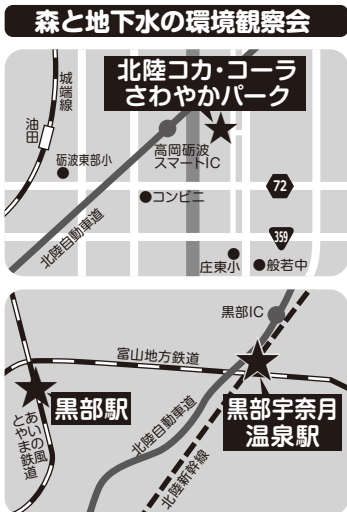 森と地下水の環境観察会
北陸コカ・コーラ
さわやかパーク
城端線
油田
砺波東部小
高岡砺波
スマートIC
コンビニ
72
北陸自動車道
359
庄東小
般若中
黒部IC
富山地方鉄道
黒部駅
あいの風
とやま鉄道
北陸自動車道
北陸新幹線
黒部宇奈月
温泉駅